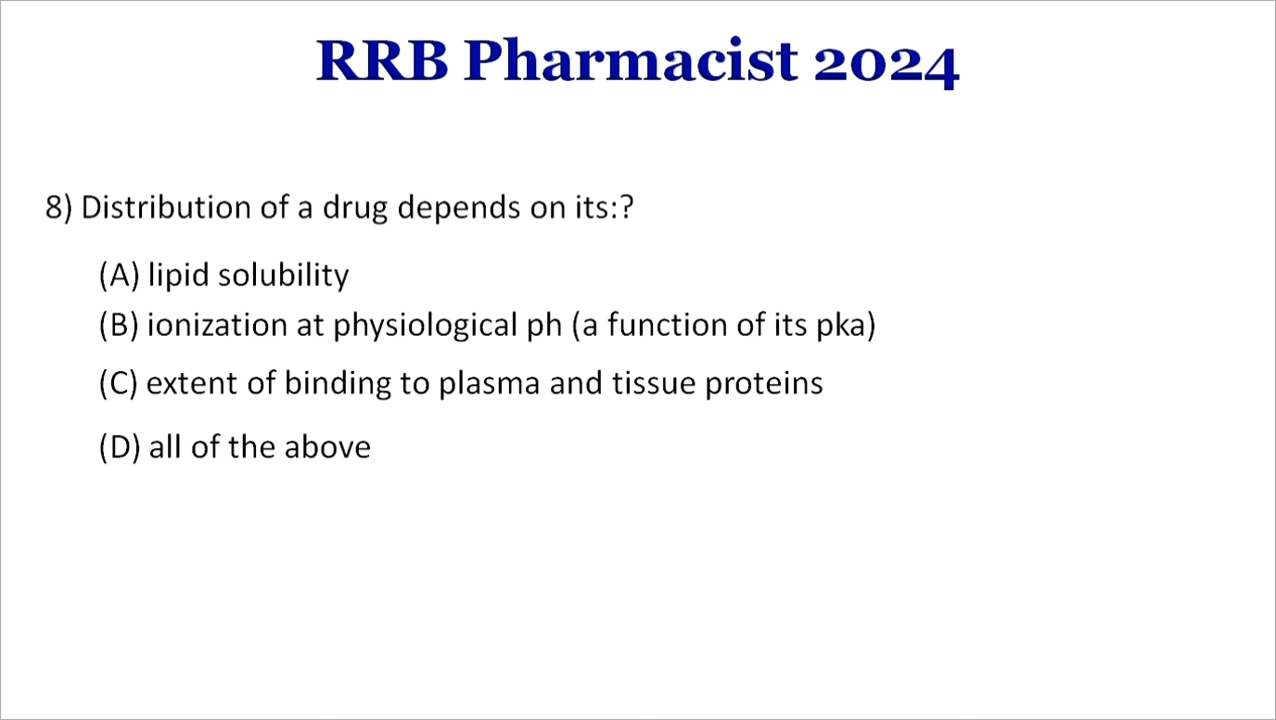 RRB Pharmacist 2024
8) Distribution of a drug depends on its:?
(A) lipid solubility
(B) ionization at physiological ph (a function of its pka)
(C) extent of binding to plasma and tissue proteins
(D) all of the above